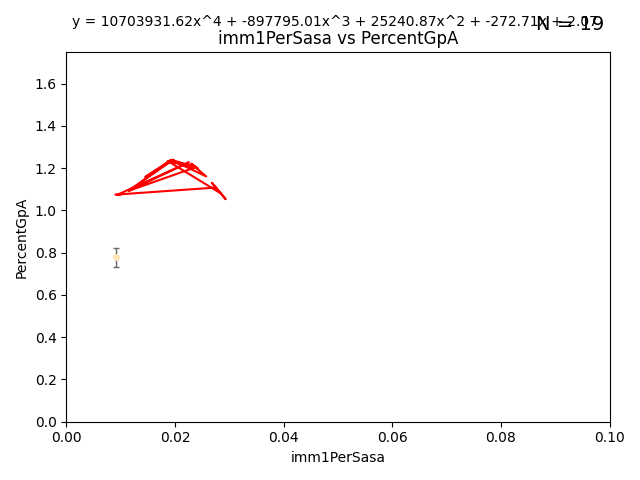 y = 10703931.62x^4 + -897795.01x^3 + 25240.87x^2 + -272.71x + 2.07
N = 19
imm1PerSasa vs PercentGpA
PercentGpA
1.6
1.4
1.2
1.0
0.8
0.6
0.4
0.2
0.0
0.00 0.02 0.04 0.06 0.08 0.10
imm1PerSasa